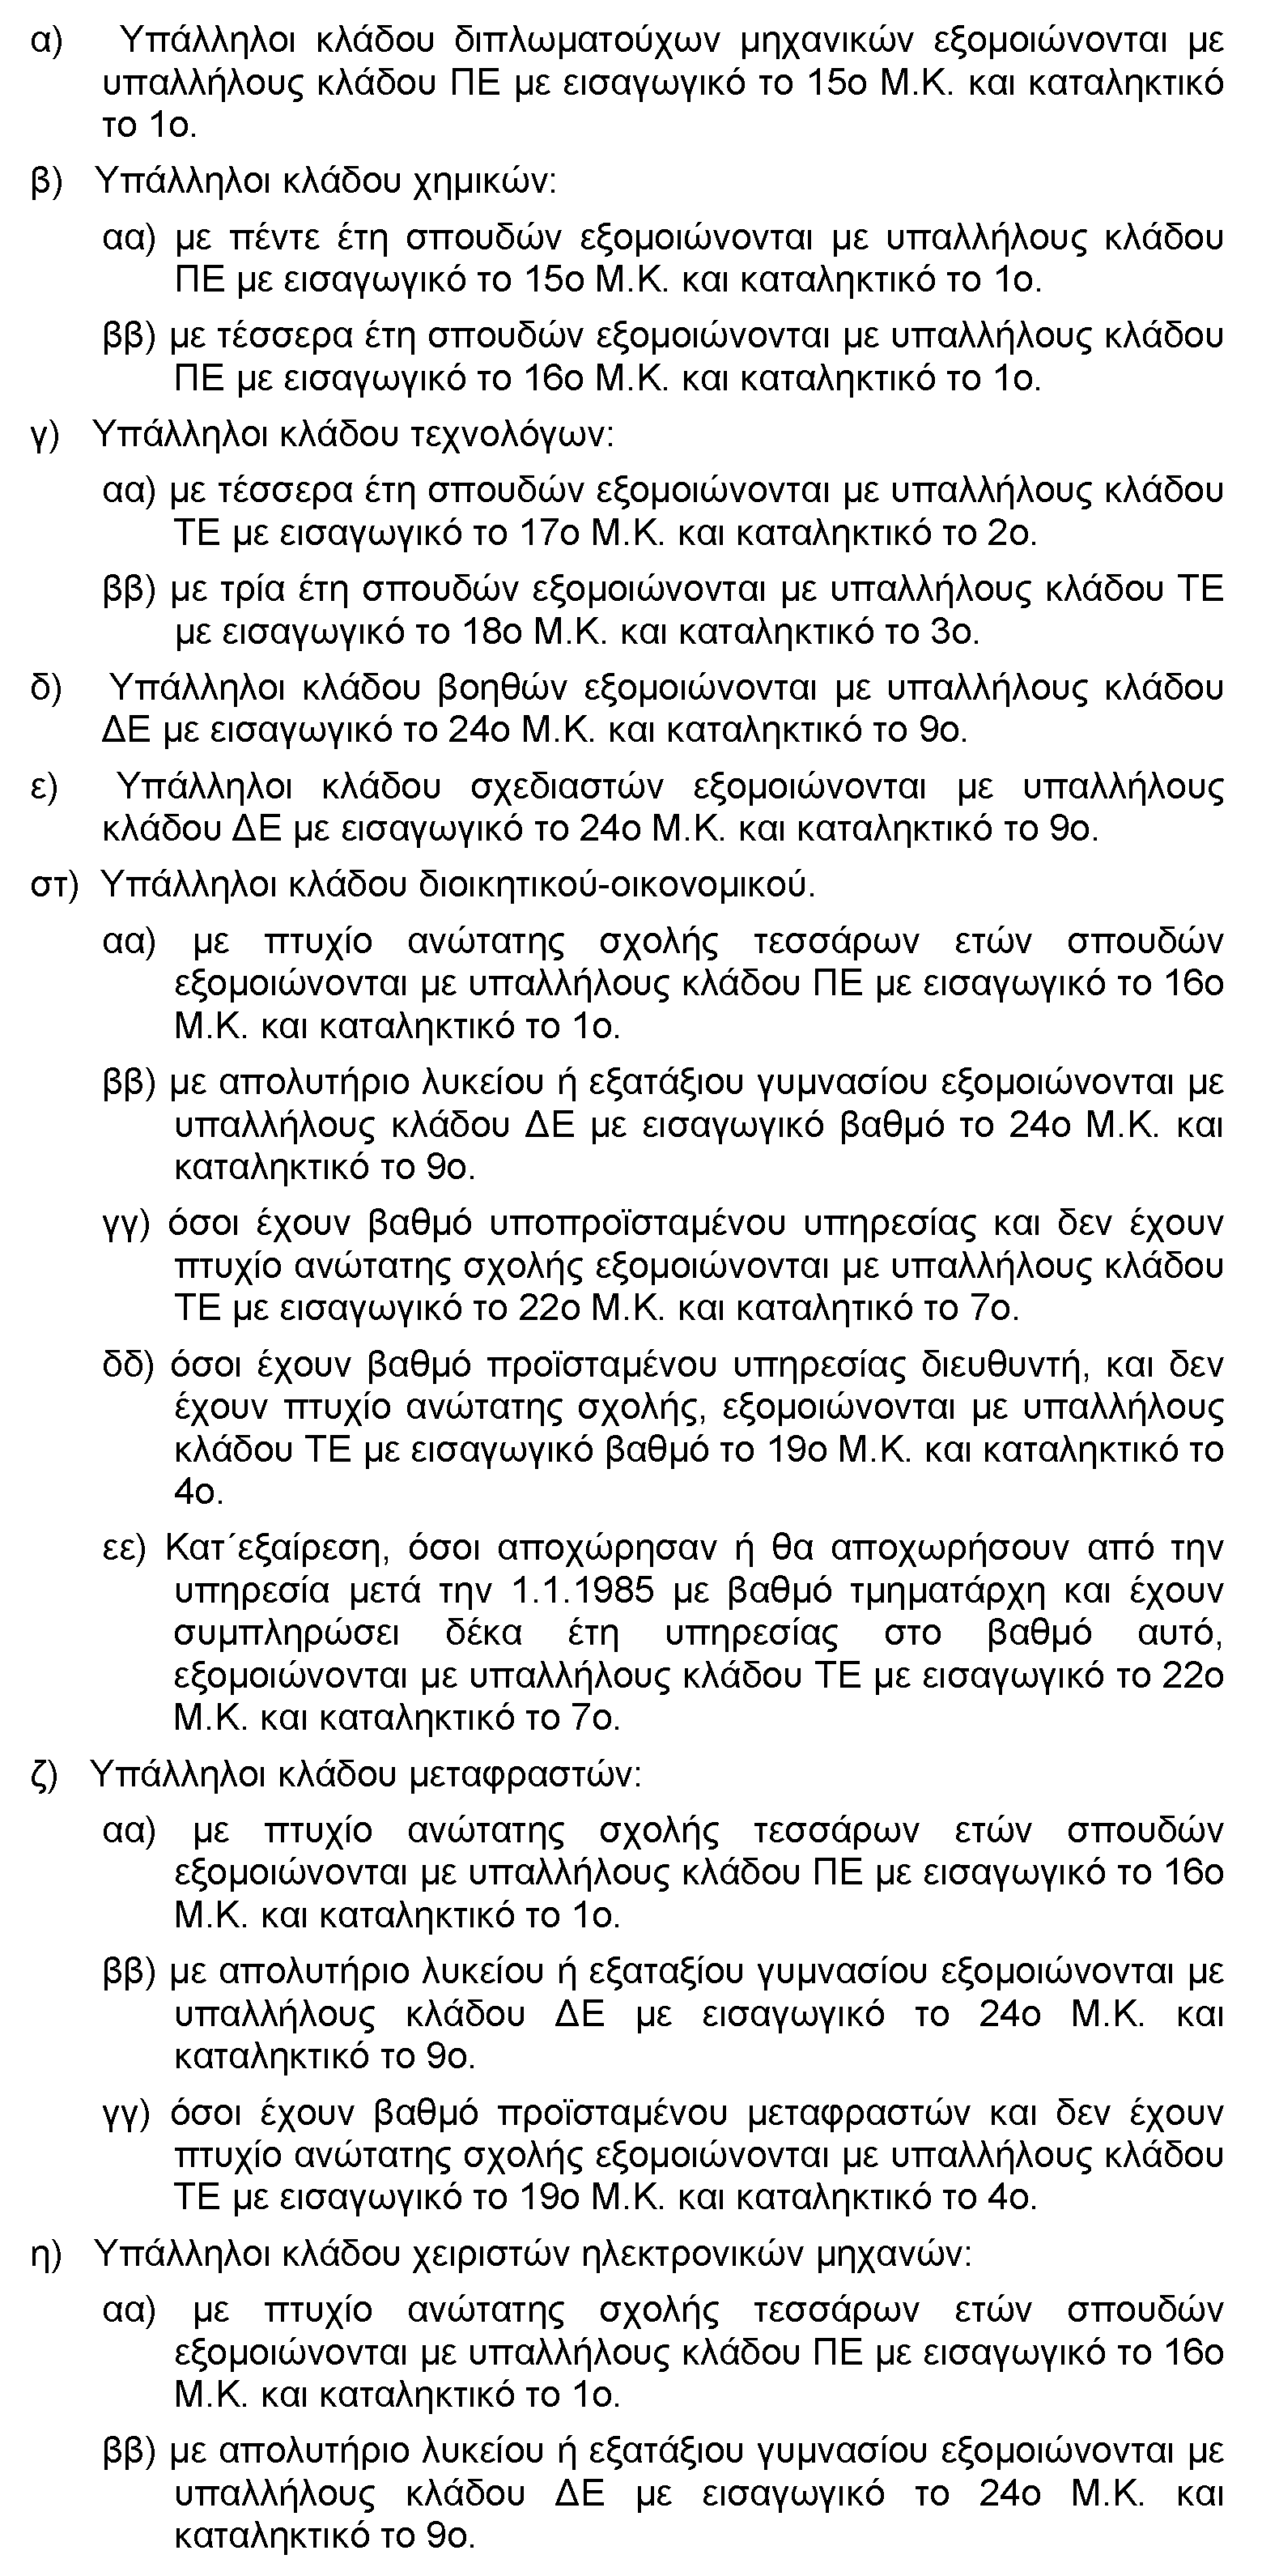 α) Υπάλληλοι κλάδου διπλωματούχων μηχανικών εξομοιώνονται με
υπαλλήλους κλάδου ΠΕ με εισαγωγικό το 15ο Μ.Κ. και καταληκτικό
το 1ο.
β) Υπάλληλοι κλάδου χημικών:
αα) με πέντε έτη σπουδών εξομοιώνονται με υπαλλήλους κλάδου
ΠΕ με εισαγωγικό το 15ο Μ.Κ. και καταληκτικό το 1ο.
ββ) με τέσσερα έτη σπουδών εξομοιώνονται με υπαλλήλους κλάδου
ΠΕ με εισαγωγικό το 16ο Μ.Κ. και καταληκτικό το 1ο.
γ) Υπάλληλοι κλάδου τεχνολόγων:
αα) με τέσσερα έτη σπουδών εξομοιώνονται με υπαλλήλους κλάδου
ΤΕ με εισαγωγικό το 17ο Μ.Κ. και καταληκτικό το 2ο.
ββ) με τρία έτη σπουδών εξομοιώνονται με υπαλλήλους κλάδου ΤΕ
με εισαγωγικό το 18ο Μ.Κ. και καταληκτικό το 3ο.
δ) Υπάλληλοι κλάδου βοηθών εξομοιώνονται με υπαλλήλους κλάδου
ΔΕ με εισαγωγικό το 24ο Μ.Κ. και καταληκτικό το 9ο.
ε) Υπάλληλοι κλάδου σχεδιαστών εξομοιώνονται με υπαλλήλους
κλάδου ΔΕ με εισαγωγικό το 24ο Μ.Κ. και καταληκτικό το 9ο.
στ) Υπάλληλοι κλάδου διοικητικού-οικονομικού.
αα) με πτυχίο ανώτατης σχολής τεσσάρων ετών σπουδών
εξομοιώνονται με υπαλλήλους κλάδου ΠΕ με εισαγωγικό το 16ο
Μ.Κ. και καταληκτικό το 1ο.
ββ) με απολυτήριο λυκείου ή εξατάξιου γυμνασίου εξομοιώνονται με
υπαλλήλους κλάδου ΔΕ με εισαγωγικό βαθμό το 24ο Μ.Κ. και
καταληκτικό το 9ο.
γγ) όσοι έχουν βαθμό υποπροϊσταμένου υπηρεσίας και δεν έχουν
πτυχίο ανώτατης σχολής εξομοιώνονται με υπαλλήλους κλάδου
ΤΕ με εισαγωγικό το 22ο Μ.Κ. και καταλητικό το 7ο.
δδ) όσοι έχουν βαθμό προϊσταμένου υπηρεσίας διευθυντή, και δεν
έχουν πτυχίο ανώτατης σχολής, εξομοιώνονται με υπαλλήλους
κλάδου ΤΕ με εισαγωγικό βαθμό το 19ο Μ.Κ. και καταληκτικό το
4ο.
εε) Κατ΄εξαίρεση, όσοι αποχώρησαν ή θα αποχωρήσουν από την
υπηρεσία μετά την 1.1.1985 με βαθμό τμηματάρχη και έχουν
συμπληρώσει δέκα έτη υπηρεσίας στο βαθμό αυτό,
εξομοιώνονται με υπαλλήλους κλάδου ΤΕ με εισαγωγικό το 22ο
Μ.Κ. και καταληκτικό το 7ο.
ζ) Υπάλληλοι κλάδου μεταφραστών:
αα) με πτυχίο ανώτατης σχολής τεσσάρων ετών σπουδών
εξομοιώνονται με υπαλλήλους κλάδου ΠΕ με εισαγωγικό το 16ο
Μ.Κ. και καταληκτικό το 1ο.
ββ) με απολυτήριο λυκείου ή εξαταξίου γυμνασίου εξομοιώνονται με
υπαλλήλους κλάδου ΔΕ με εισαγωγικό το 24ο Μ.Κ. και
καταληκτικό το 9ο.
γγ) όσοι έχουν βαθμό προϊσταμένου μεταφραστών και δεν έχουν
πτυχίο ανώτατης σχολής εξομοιώνονται με υπαλλήλους κλάδου
ΤΕ με εισαγωγικό το 19ο Μ.Κ. και καταληκτικό το 4ο.
η) Υπάλληλοι κλάδου χειριστών ηλεκτρονικών μηχανών:
αα) με πτυχίο ανώτατης σχολής τεσσάρων ετών σπουδών
εξομοιώνονται με υπαλλήλους κλάδου ΠΕ με εισαγωγικό το 16ο
Μ.Κ. και καταληκτικό το 1ο.
ββ) με απολυτήριο λυκείου ή εξατάξιου γυμνασίου εξομοιώνονται με
υπαλλήλους κλάδου ΔΕ με εισαγωγικό το 24ο Μ.Κ. και
καταληκτικό το 9ο.